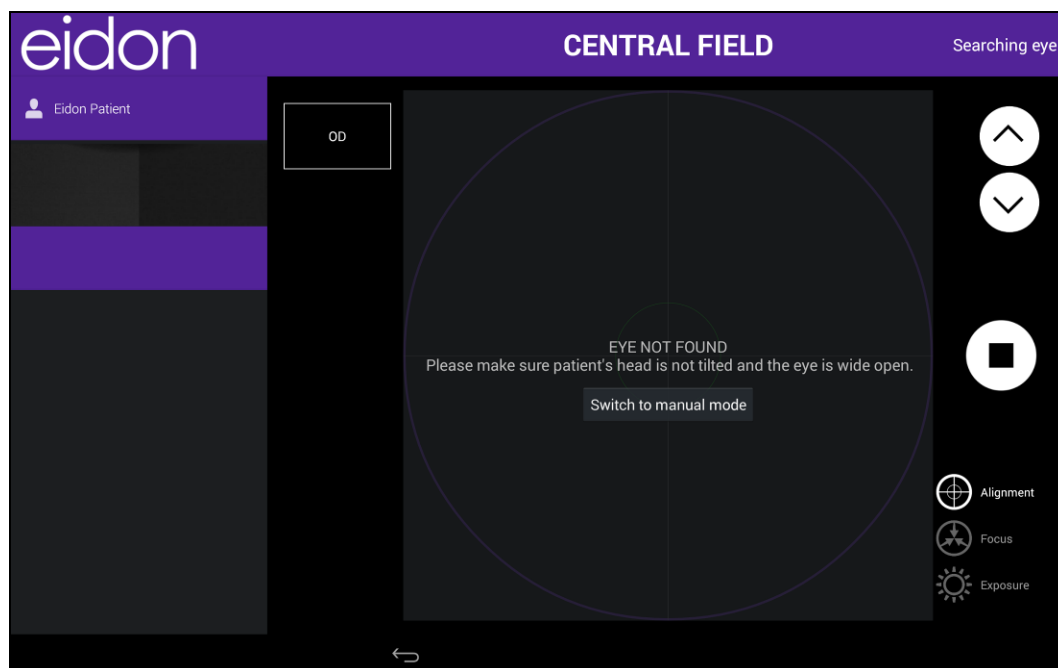 eidon
CENTRAL FIELD
Searching eye
Eidon Patient
OD
EYE NOT FOUND
Please make sure patient's head is not tilted and the eye is wide open.
Switch to manual mode
Alignment
Focus
Exposure